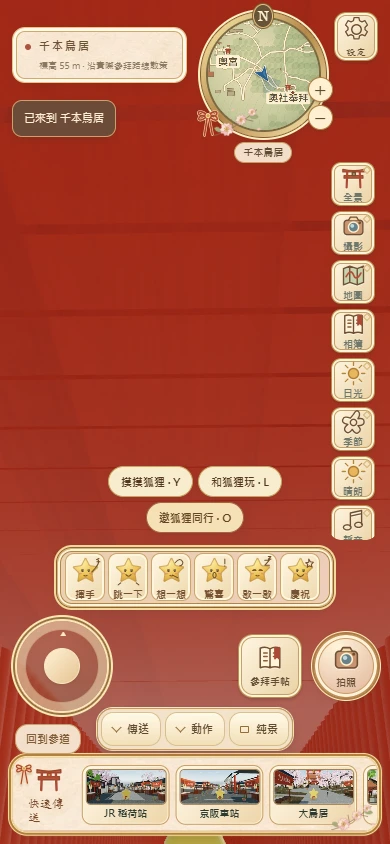 千本鳥居
標高 55 m · 沿實際參拜路線散策
已來到 千本鳥居
N
奧宮
奧社奉拜
+
−
千本鳥居
設定
全景
攝影
地圖
相簿
日光
季節
晴朗
摸摸狐狸 · Y
和狐狸玩 · L
邀狐狸同行 · O
揮手
跳一下
想一想
驚喜
歇一歇
慶祝
參拜手帖
拍照
傳送
動作
純景
回到參道
快速傳送
JR 稻荷站
京阪車站
大鳥居